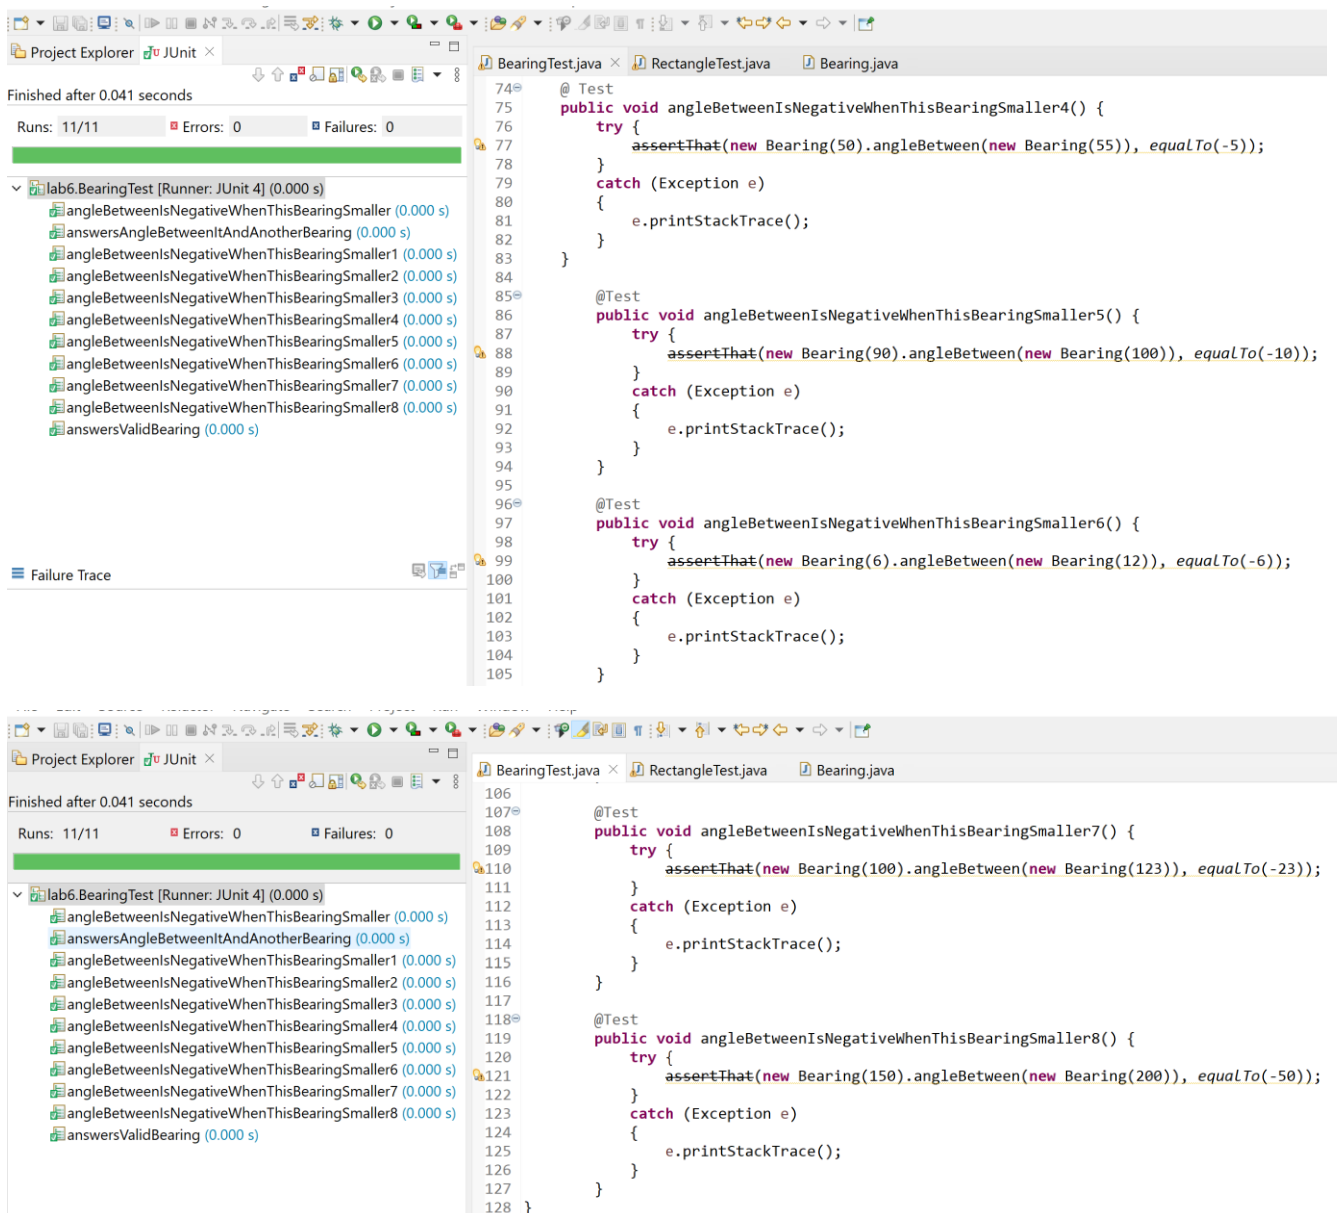 Project Explorer JUnit
Finished after 0.041 seconds
Runs: 11/11 Errors: 0 Failures: 0
lab6.BearingTest [Runner: JUnit 4] (0.000 s)
angleBetweenIsNegativeWhenThisBearingSmaller (0.000 s)
answersAngleBetweenItAndAnotherBearing (0.000 s)
angleBetweenIsNegativeWhenThisBearingSmaller1 (0.000 s)
angleBetweenIsNegativeWhenThisBearingSmaller2 (0.000 s)
angleBetweenIsNegativeWhenThisBearingSmaller3 (0.000 s)
angleBetweenIsNegativeWhenThisBearingSmaller4 (0.000 s)
angleBetweenIsNegativeWhenThisBearingSmaller5 (0.000 s)
angleBetweenIsNegativeWhenThisBearingSmaller6 (0.000 s)
angleBetweenIsNegativeWhenThisBearingSmaller7 (0.000 s)
angleBetweenIsNegativeWhenThisBearingSmaller8 (0.000 s)
answersValidBearing (0.000 s)
Failure Trace
BearingTest.java RectangleTest.java Bearing.java
74 @ Test
75 public void angleBetweenIsNegativeWhenThisBearingSmaller4() {
76 try {
77 assertThat(new Bearing(50).angleBetween(new Bearing(55)), equalTo(-5));
78 }
79 catch (Exception e)
80 {
81 e.printStackTrace();
82 }
83 }
84
85 @Test
86 public void angleBetweenIsNegativeWhenThisBearingSmaller5() {
87 try {
88 assertThat(new Bearing(90).angleBetween(new Bearing(100)), equalTo(-10));
89 }
90 catch (Exception e)
91 {
92 e.printStackTrace();
93 }
94 }
95
96 @Test
97 public void angleBetweenIsNegativeWhenThisBearingSmaller6() {
98 try {
99 assertThat(new Bearing(6).angleBetween(new Bearing(12)), equalTo(-6));
100 }
101 catch (Exception e)
102 {
103 e.printStackTrace();
104 }
105 }
Project Explorer JUnit
Finished after 0.041 seconds
Runs: 11/11 Errors: 0 Failures: 0
lab6.BearingTest [Runner: JUnit 4] (0.000 s)
angleBetweenIsNegativeWhenThisBearingSmaller (0.000 s)
answersAngleBetweenItAndAnotherBearing (0.000 s)
angleBetweenIsNegativeWhenThisBearingSmaller1 (0.000 s)
angleBetweenIsNegativeWhenThisBearingSmaller2 (0.000 s)
angleBetweenIsNegativeWhenThisBearingSmaller3 (0.000 s)
angleBetweenIsNegativeWhenThisBearingSmaller4 (0.000 s)
angleBetweenIsNegativeWhenThisBearingSmaller5 (0.000 s)
angleBetweenIsNegativeWhenThisBearingSmaller6 (0.000 s)
angleBetweenIsNegativeWhenThisBearingSmaller7 (0.000 s)
angleBetweenIsNegativeWhenThisBearingSmaller8 (0.000 s)
answersValidBearing (0.000 s)
BearingTest.java RectangleTest.java Bearing.java
106
107 @Test
108 public void angleBetweenIsNegativeWhenThisBearingSmaller7() {
109 try {
110 assertThat(new Bearing(100).angleBetween(new Bearing(123)), equalTo(-23));
111 }
112 catch (Exception e)
113 {
114 e.printStackTrace();
115 }
116 }
117
118 @Test
119 public void angleBetweenIsNegativeWhenThisBearingSmaller8() {
120 try {
121 assertThat(new Bearing(150).angleBetween(new Bearing(200)), equalTo(-50));
122 }
123 catch (Exception e)
124 {
125 e.printStackTrace();
126 }
127 }
128 }